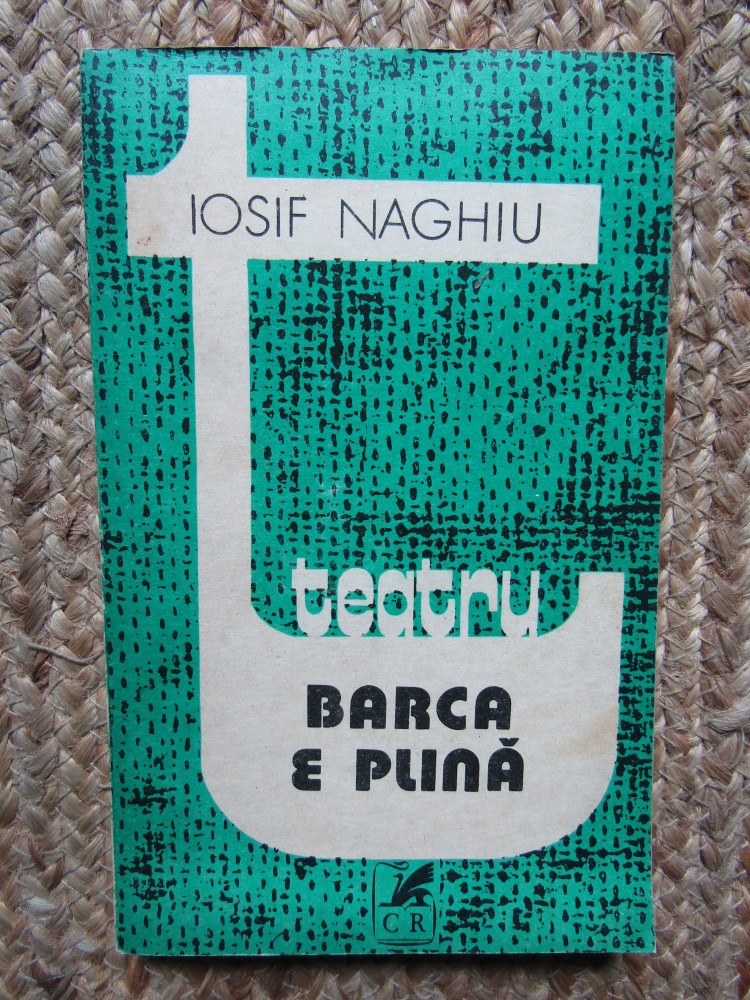 IOSIF NAGHIU
teatru
BARCA
E PLINĂ
CR